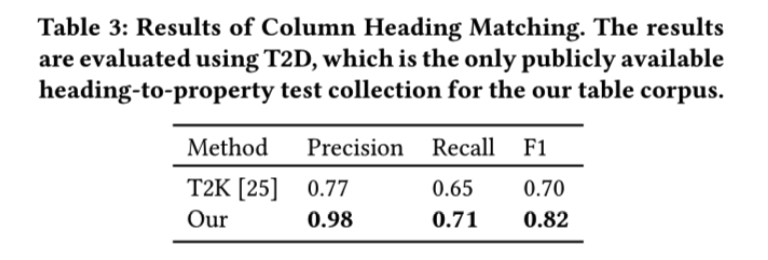 Table 3: Results of Column Heading Matching. The results
are evaluated using T2D, which is the only publicly available
heading-to-property test collection for the our table corpus.
Method Precision Recall F1
T2K [25] 0.77 0.65 0.70
Our 0.98 0.71 0.82